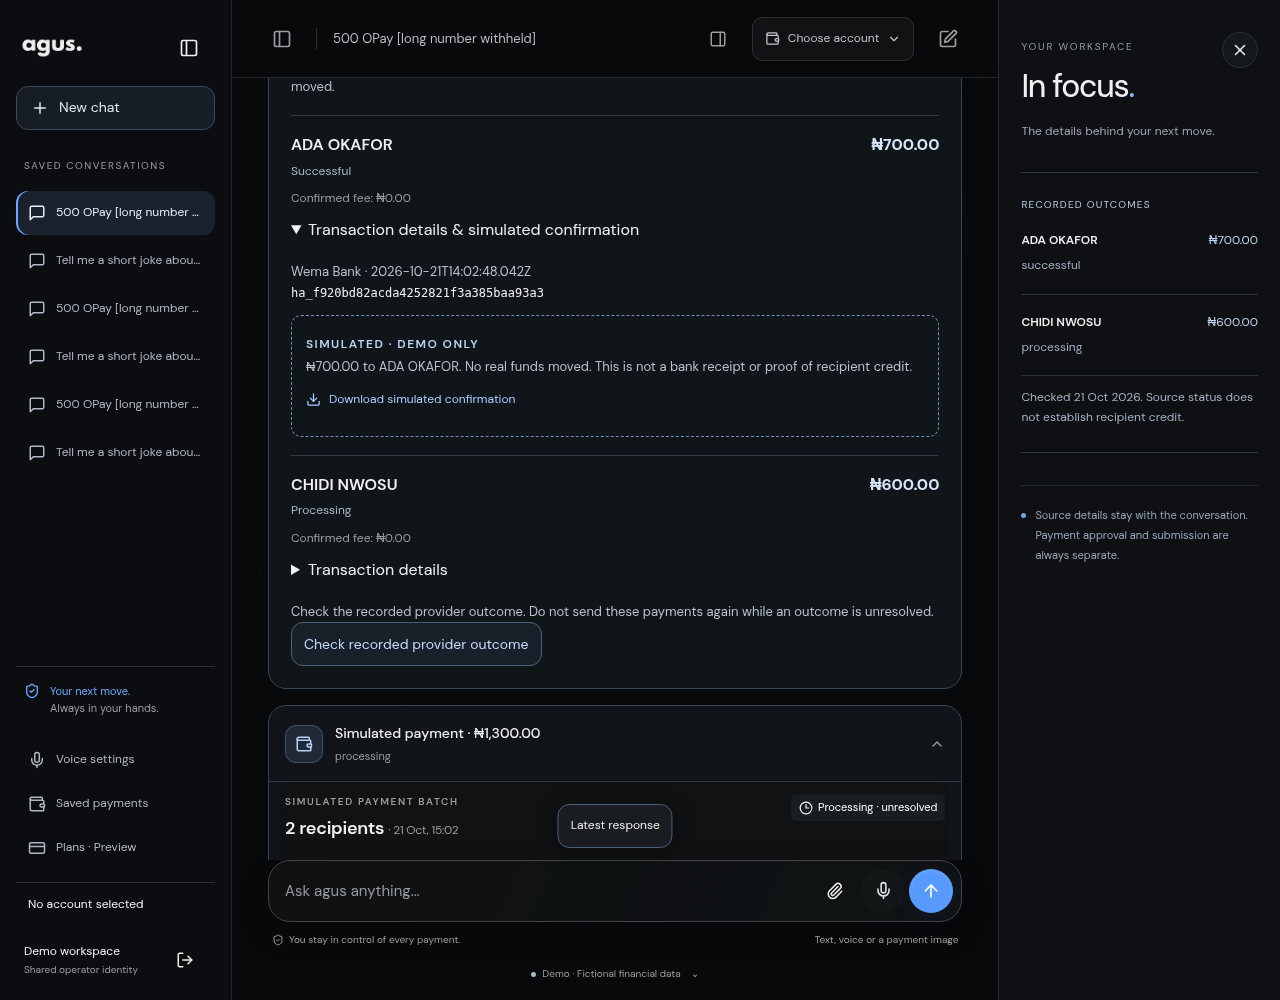 agus.
New chat
SAVED CONVERSATIONS
500 OPay [long number ...
Tell me a short joke abou...
500 OPay [long number ...
Tell me a short joke abou...
500 OPay [long number ...
Tell me a short joke abou...
Your next move.
Always in your hands.
Voice settings
Saved payments
Plans · Preview
No account selected
Demo workspace
Shared operator identity
500 OPay [long number withheld]
Choose account
moved.
ADA OKAFOR
₦700.00
Successful
Confirmed fee: ₦0.00
▼ Transaction details & simulated confirmation
Wema Bank · 2026-10-21T14:02:48.042Z
ha_f920bd82acda4252821f3a385baa93a3
SIMULATED · DEMO ONLY
₦700.00 to ADA OKAFOR. No real funds moved. This is not a bank receipt or proof of recipient credit.
Download simulated confirmation
CHIDI NWOSU
₦600.00
Processing
Confirmed fee: ₦0.00
▶ Transaction details
Check the recorded provider outcome. Do not send these payments again while an outcome is unresolved.
Check recorded provider outcome
Simulated payment · ₦1,300.00
processing
SIMULATED PAYMENT BATCH
Processing · unresolved
2 recipients · 21 Oct, 15:02
Latest response
Ask agus anything...
You stay in control of every payment.
Text, voice or a payment image
Demo · Fictional financial data
YOUR WORKSPACE
In focus.
The details behind your next move.
RECORDED OUTCOMES
ADA OKAFOR
₦700.00
successful
CHIDI NWOSU
₦600.00
processing
Checked 21 Oct 2026. Source status does
not establish recipient credit.
Source details stay with the conversation.
Payment approval and submission are
always separate.